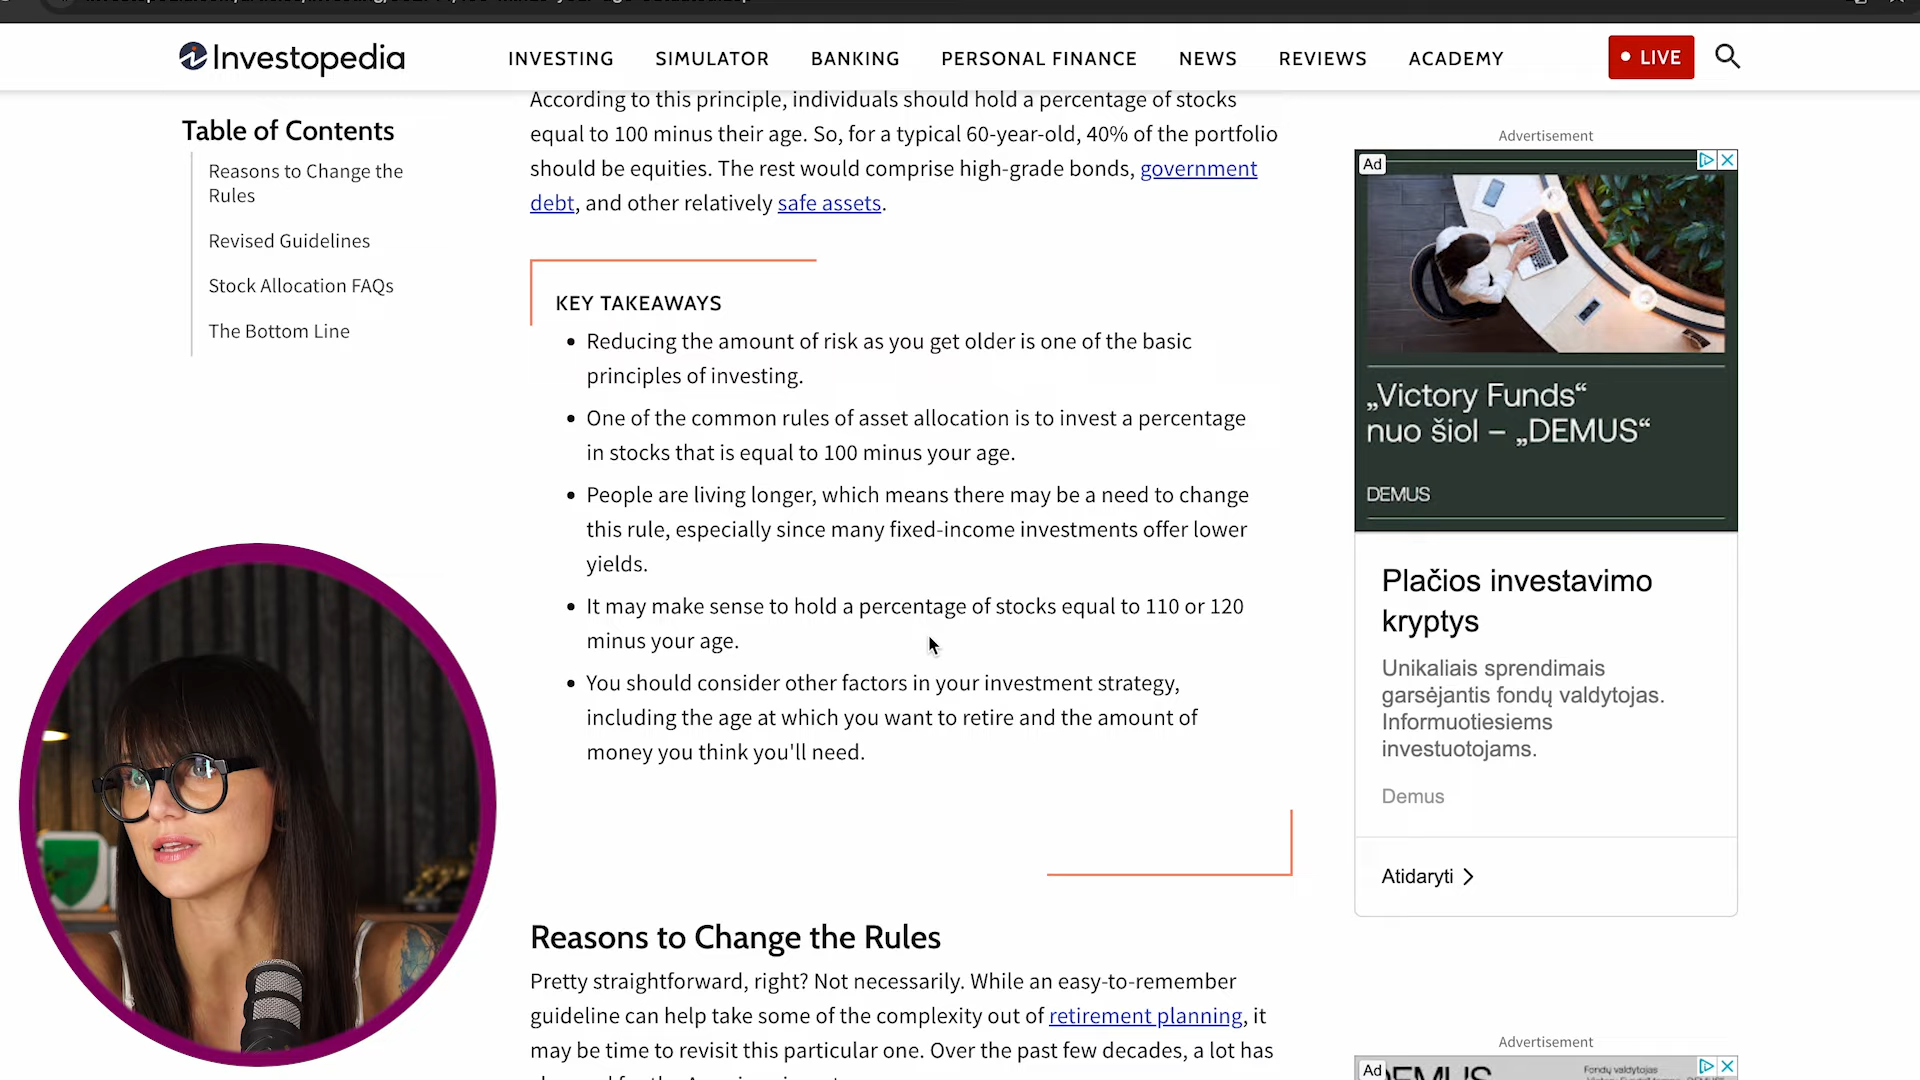 Investopedia
INVESTING SIMULATOR BANKING PERSONAL FINANCE NEWS REVIEWS ACADEMY
LIVE
Table of Contents
Reasons to Change the
Rules
Revised Guidelines
Stock Allocation FAQs
The Bottom Line
According to this principle, individuals should hold a percentage of stocks
equal to 100 minus their age. So, for a typical 60-year-old, 40% of the portfolio
should be equities. The rest would comprise high-grade bonds, government
debt, and other relatively safe assets.
KEY TAKEAWAYS
• Reducing the amount of risk as you get older is one of the basic
principles of investing.
• One of the common rules of asset allocation is to invest a percentage
in stocks that is equal to 100 minus your age.
• People are living longer, which means there may be a need to change
this rule, especially since many fixed-income investments offer lower
yields.
• It may make sense to hold a percentage of stocks equal to 110 or 120
minus your age.
• You should consider other factors in your investment strategy,
including the age at which you want to retire and the amount of
money you think you'll need.
Reasons to Change the Rules
Pretty straightforward, right? Not necessarily. While an easy-to-remember
guideline can help take some of the complexity out of retirement planning, it
may be time to revisit this particular one. Over the past few decades, a lot has
Advertisement
Ad
„Victory Funds“
nuo šiol – „DEMUS“
DEMUS
Plačios investavimo
kryptys
Unikaliais sprendimais
garsėjantis fondų valdytojas.
Informuotiesiems
investuotojams.
Demus
Atidaryti
Advertisement
Ad
DEMUS
Fondų valdytojas